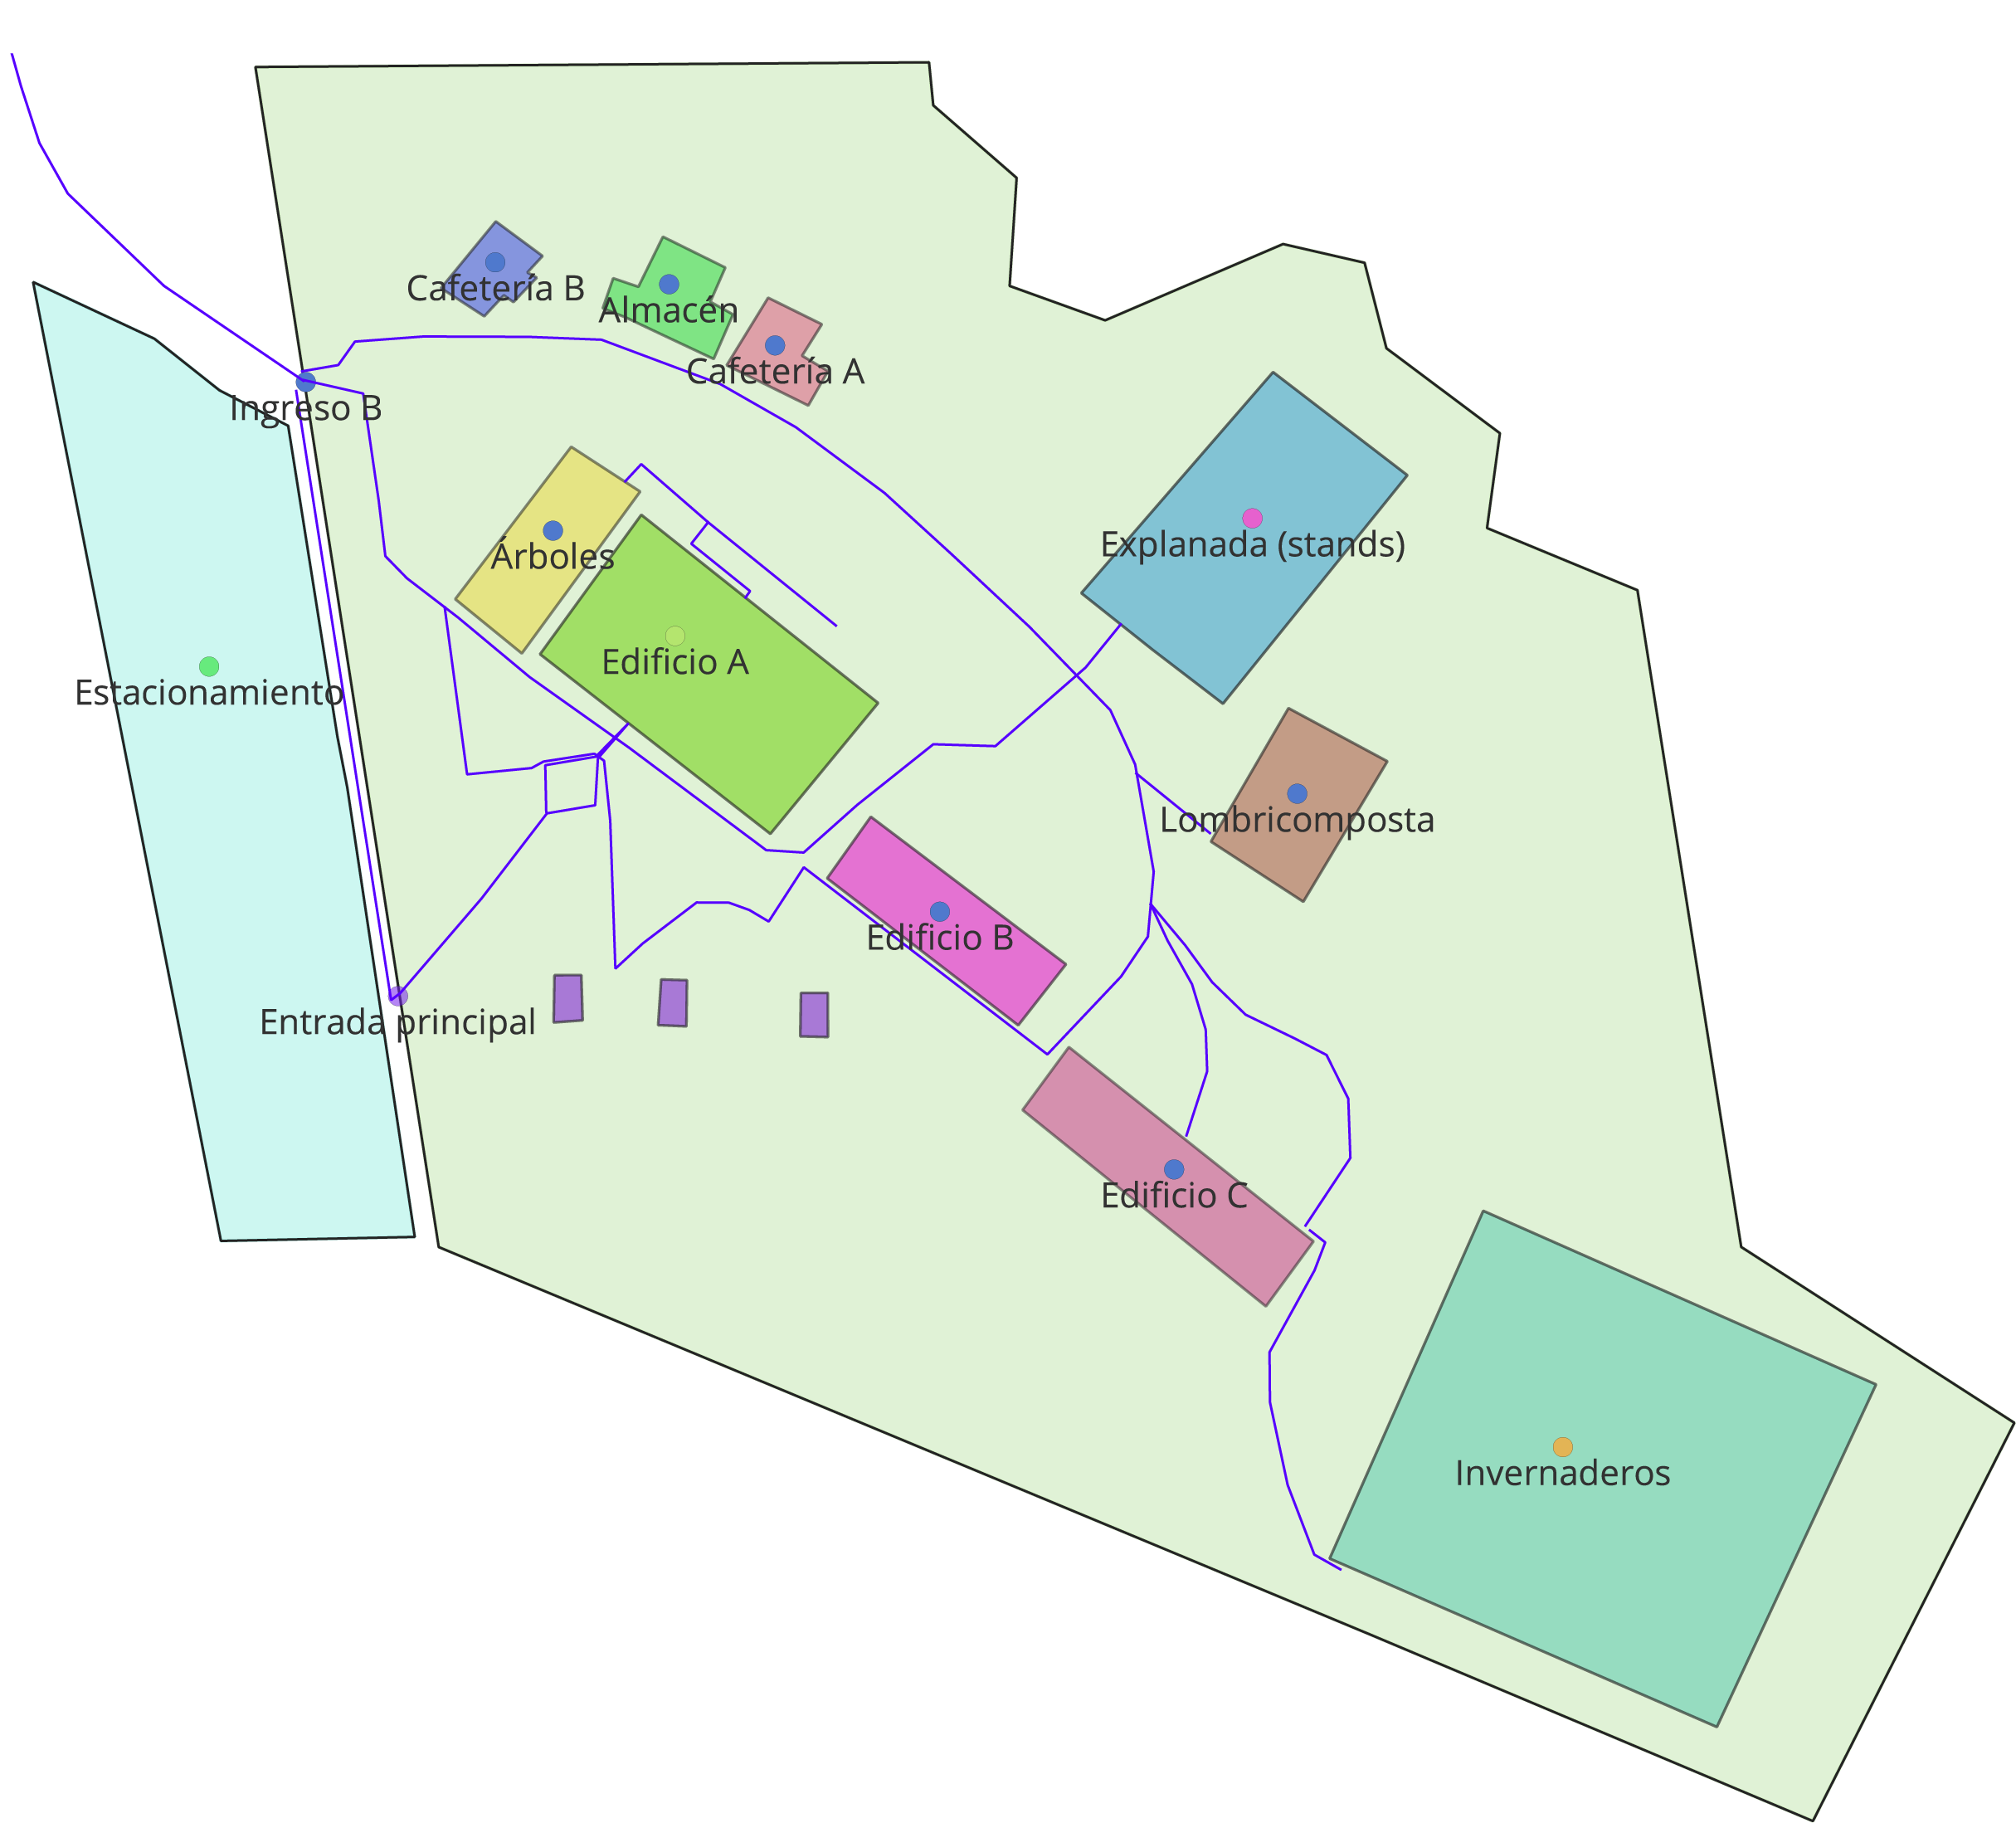 Cafetería B
Almacén
Cafetería A
Ingreso B
Árboles
Explanada (stands)
Edificio A
Estacionamiento
Lombricomposta
Edificio B
Entrada principal
Edificio C
Invernaderos